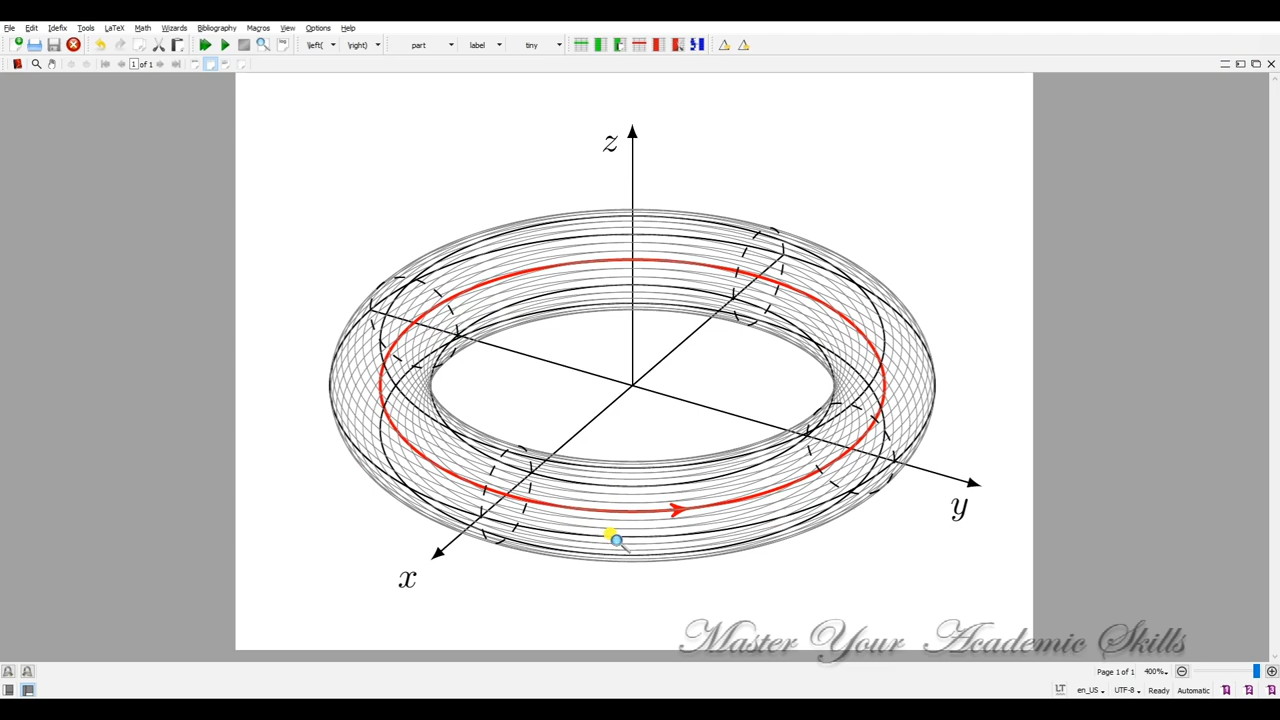 File Edit Idefix Tools LaTeX Math Wizards Bibliography Macros View Options Help
\left( \right) part label tiny
1 of 1
z
y
x
Master Your Academic Skills
Page 1 of 1 400%
LT en_US UTF-8 Ready Automatic